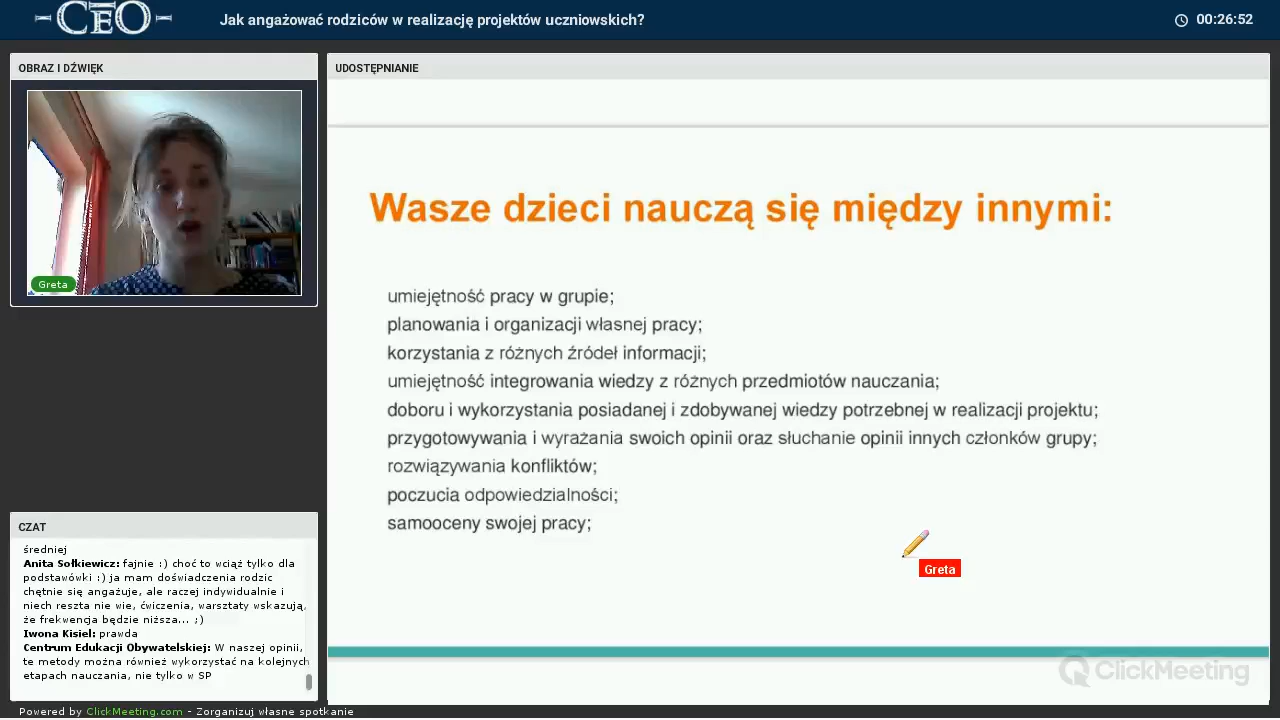 CEO
Jak angażować rodziców w realizację projektów uczniowskich?
00:26:52
OBRAZ I DŹWIĘK
UDOSTĘPNIANIE
Greta
Wasze dzieci nauczą się między innymi:
umiejętność pracy w grupie;
planowania i organizacji własnej pracy;
korzystania z różnych źródeł informacji;
umiejętność integrowania wiedzy z różnych przedmiotów nauczania;
doboru i wykorzystania posiadanej i zdobywanej wiedzy potrzebnej w realizacji projektu;
przygotowywania i wyrażania swoich opinii oraz słuchanie opinii innych członków grupy;
rozwiązywania konfliktów;
poczucia odpowiedzialności;
samooceny swojej pracy;
Greta
CZAT
średniej
Anita Sołkiewicz: fajnie :) choć to wciąż tylko dla
podstawówki :) ja mam doświadczenia rodzic
chętnie się angażuje, ale raczej indywidualnie i
niech reszta nie wie, ćwiczenia, warsztaty wskazują,
że frekwencja będzie niższa... ;)
Iwona Kisiel: prawda
Centrum Edukacji Obywatelskiej: W naszej opinii,
te metody można również wykorzystać na kolejnych
etapach nauczania, nie tylko w SP
ClickMeeting
Powered by ClickMeeting.com - Zorganizuj własne spotkanie